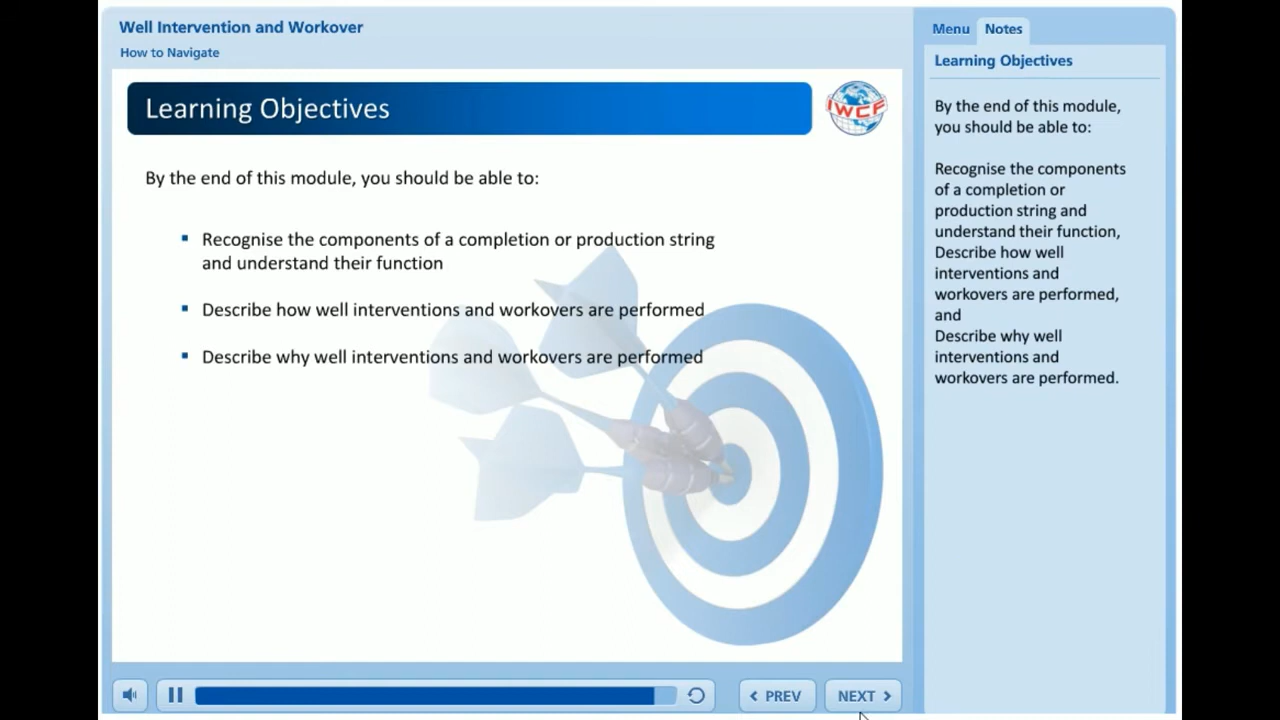 Well Intervention and Workover
How to Navigate
Learning Objectives
IWCF
By the end of this module, you should be able to:
▪ Recognise the components of a completion or production string
and understand their function
▪ Describe how well interventions and workovers are performed
▪ Describe why well interventions and workovers are performed
PREV
NEXT
Menu
Notes
Learning Objectives
By the end of this module,
you should be able to:
Recognise the components
of a completion or
production string and
understand their function,
Describe how well
interventions and
workovers are performed,
and
Describe why well
interventions and
workovers are performed.